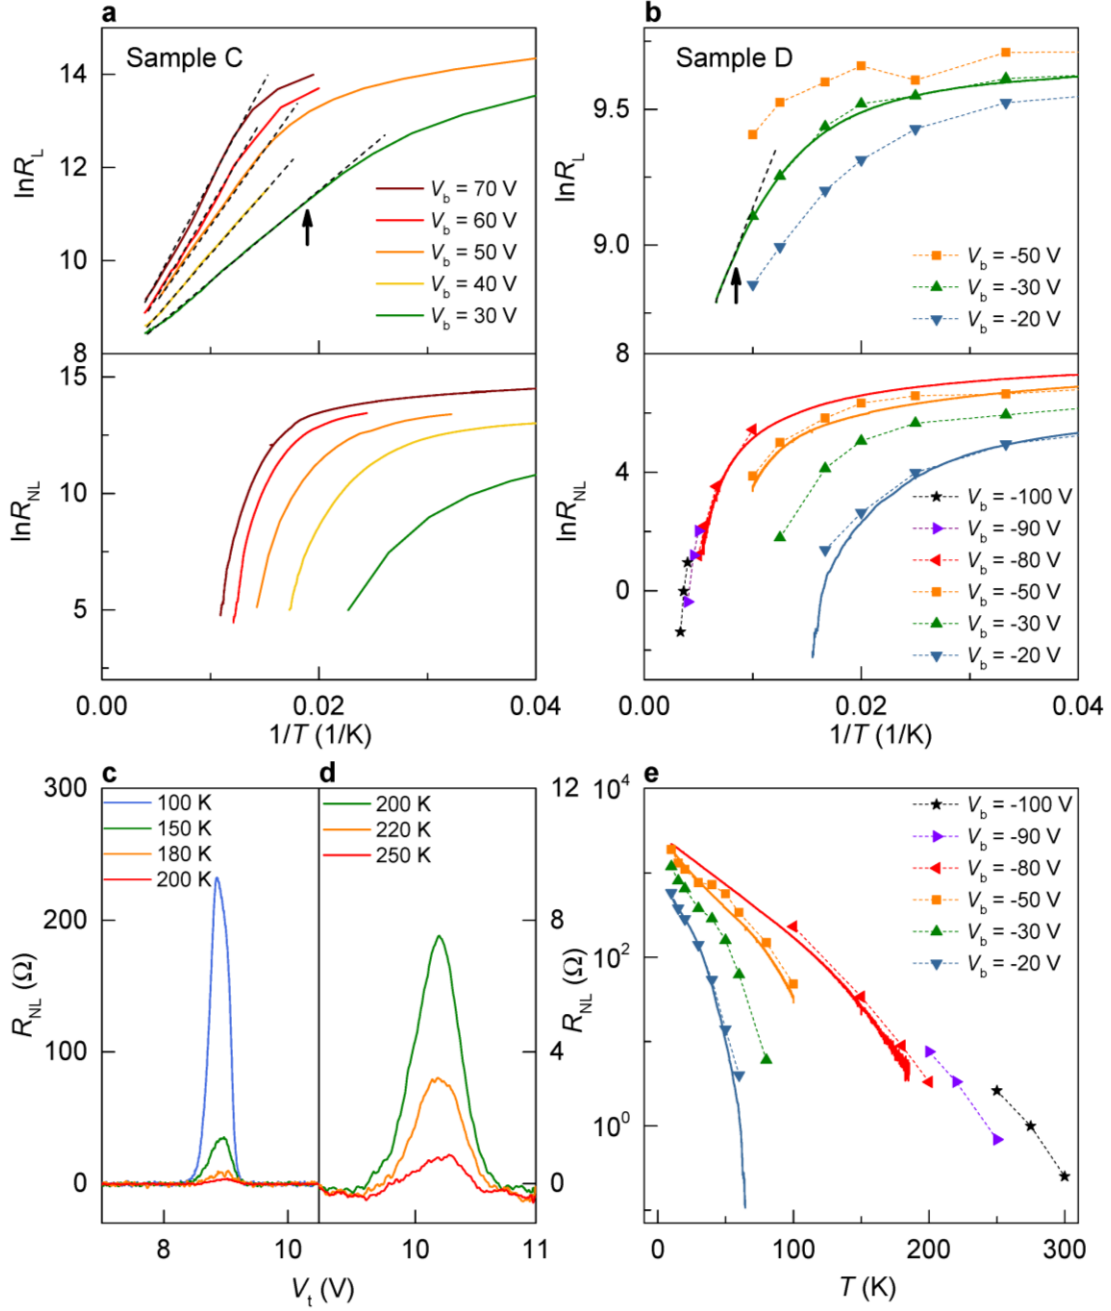 a
Sample C
14
12
10
8
lnR_L
V_b = 70 V
V_b = 60 V
V_b = 50 V
V_b = 40 V
V_b = 30 V
15
10
5
lnR_NL
0.00
0.02
0.04
1/T (1/K)
b
Sample D
9.5
9.0
lnR_L
V_b = -50 V
V_b = -30 V
V_b = -20 V
8
4
0
lnR_NL
V_b = -100 V
V_b = -90 V
V_b = -80 V
V_b = -50 V
V_b = -30 V
V_b = -20 V
0.00
0.02
0.04
1/T (1/K)
c
300
200
100
0
R_NL (Ω)
100 K
150 K
180 K
200 K
8
10
V_t (V)
d
200 K
220 K
250 K
12
8
4
0
R_NL (Ω)
10
11
e
10^4
10^2
10^0
V_b = -100 V
V_b = -90 V
V_b = -80 V
V_b = -50 V
V_b = -30 V
V_b = -20 V
0
100
200
300
T (K)